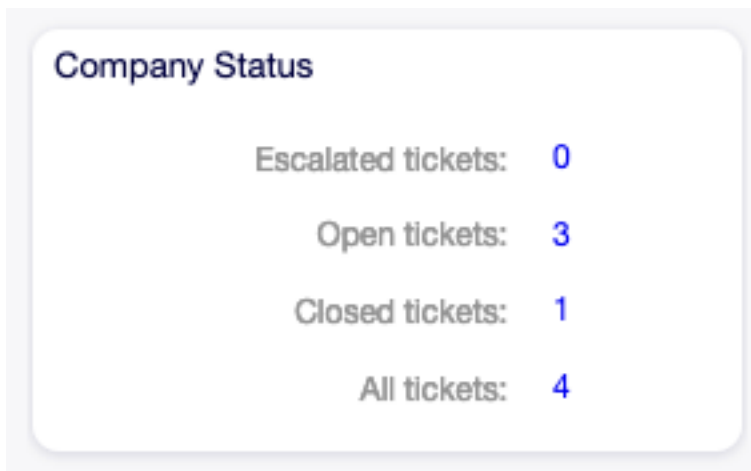 Company Status
Escalated tickets: 0
Open tickets: 3
Closed tickets: 1
All tickets: 4